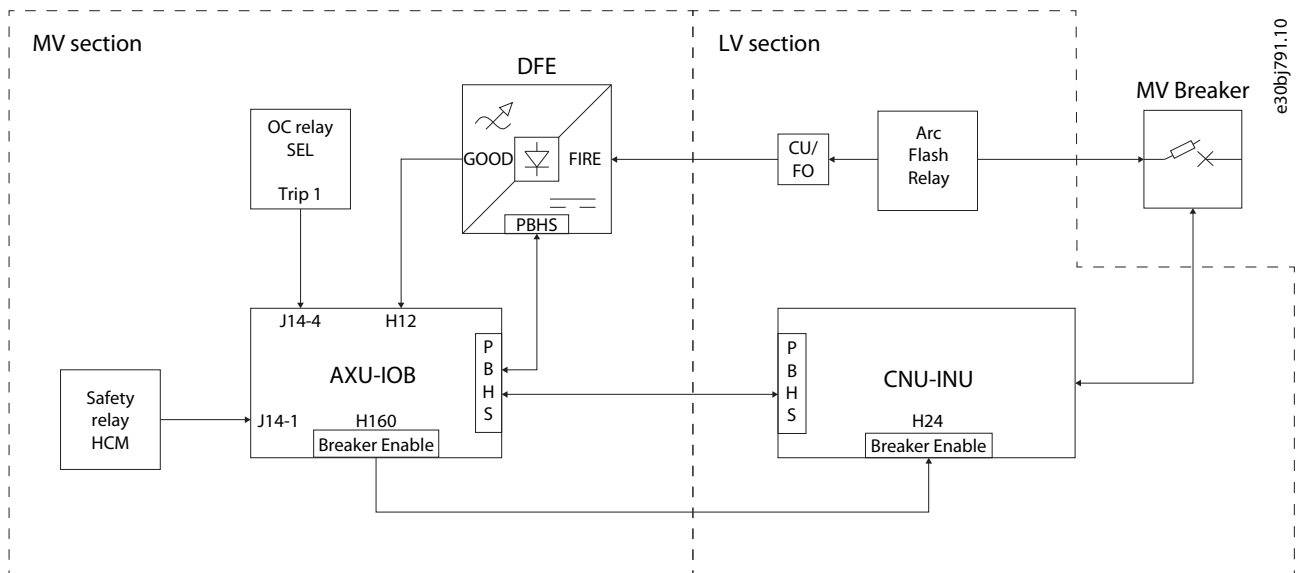 MV section
LV section
e30bj791.10
DFE
MV Breaker
OC relay
SEL
Trip 1
GOOD
FIRE
PBHS
CU/
FO
Arc
Flash
Relay
J14-4
H12
AXU-IOB
P
B
H
S
Safety
relay
HCM
J14-1
H160
Breaker Enable
P
B
H
S
CNU-INU
H24
Breaker Enable